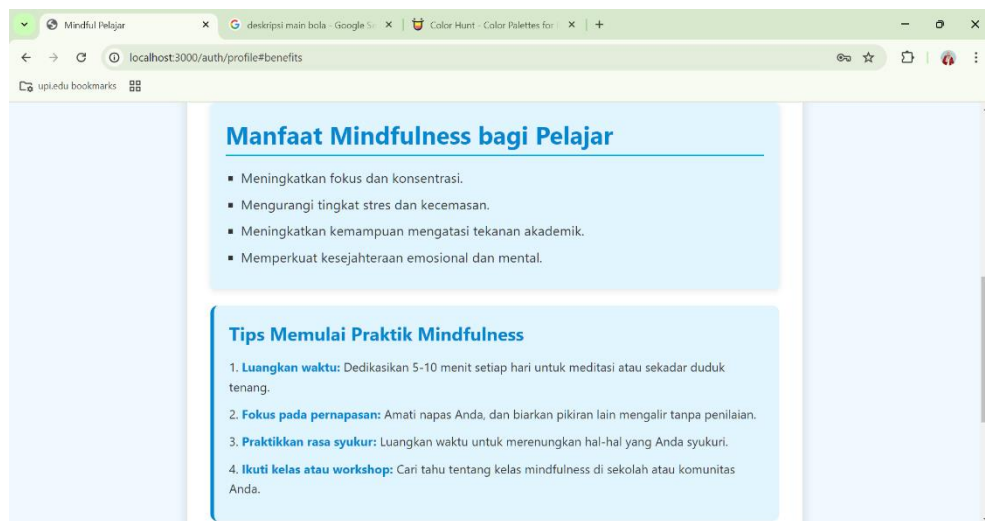 Mindful Pelajar
deskripsi main bola - Google Se
Color Hunt - Color Palettes for
localhost:3000/auth/profile#benefits
upi.edu bookmarks
Manfaat Mindfulness bagi Pelajar
Meningkatkan fokus dan konsentrasi.
Mengurangi tingkat stres dan kecemasan.
Meningkatkan kemampuan mengatasi tekanan akademik.
Memperkuat kesejahteraan emosional dan mental.
Tips Memulai Praktik Mindfulness
1. Luangkan waktu: Dedikasikan 5-10 menit setiap hari untuk meditasi atau sekadar duduk
tenang.
2. Fokus pada pernapasan: Amati napas Anda, dan biarkan pikiran lain mengalir tanpa penilaian.
3. Praktikkan rasa syukur: Luangkan waktu untuk merenungkan hal-hal yang Anda syukuri.
4. Ikuti kelas atau workshop: Cari tahu tentang kelas mindfulness di sekolah atau komunitas
Anda.